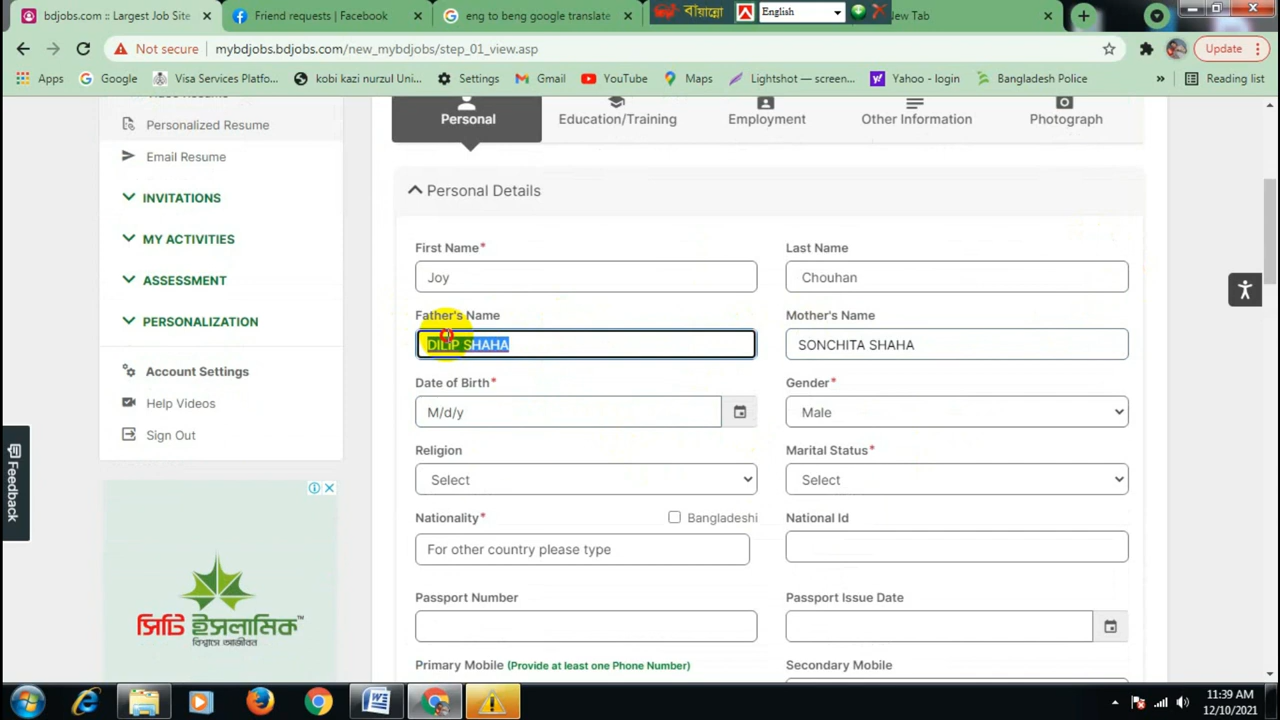 bdjobs.com :: Largest Job Site
Friend requests | Facebook
eng to beng google translate
বায়ান্নো
English
New Tab
Not secure
mybdjobs.bdjobs.com/new_mybdjobs/step_01_view.asp
Update
Apps
Google
Visa Services Platfo...
kobi kazi nurzul Uni...
Settings
Gmail
YouTube
Maps
Lightshot — screen...
Yahoo - login
Bangladesh Police
»
Reading list
Personalized Resume
Email Resume
INVITATIONS
MY ACTIVITIES
ASSESSMENT
PERSONALIZATION
Account Settings
Help Videos
Sign Out
Feedback
সিটি ইসলামিক™
Personal
Education/Training
Employment
Other Information
Photograph
Personal Details
First Name*
Last Name
Joy
Chouhan
Father's Name
Mother's Name
DILIP SHAHA
SONCHITA SHAHA
Date of Birth*
Gender*
M/d/y
Male
Religion
Marital Status*
Select
Select
Nationality*
Bangladeshi
National Id
For other country please type
Passport Number
Passport Issue Date
Primary Mobile (Provide at least one Phone Number)
Secondary Mobile
11:39 AM
12/10/2021